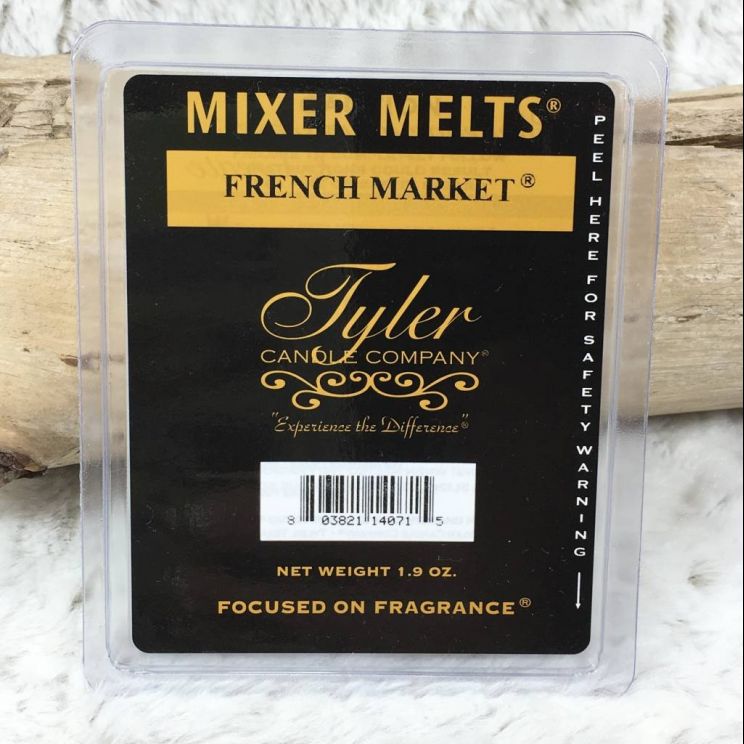 MIXER MELTS®
FRENCH MARKET®
Tyler
CANDLE COMPANY®
"Experience the Difference"®
8 03821 14071 5
NET WEIGHT 1.9 OZ.
FOCUSED ON FRAGRANCE®
PEEL HERE FOR SAFETY WARNING